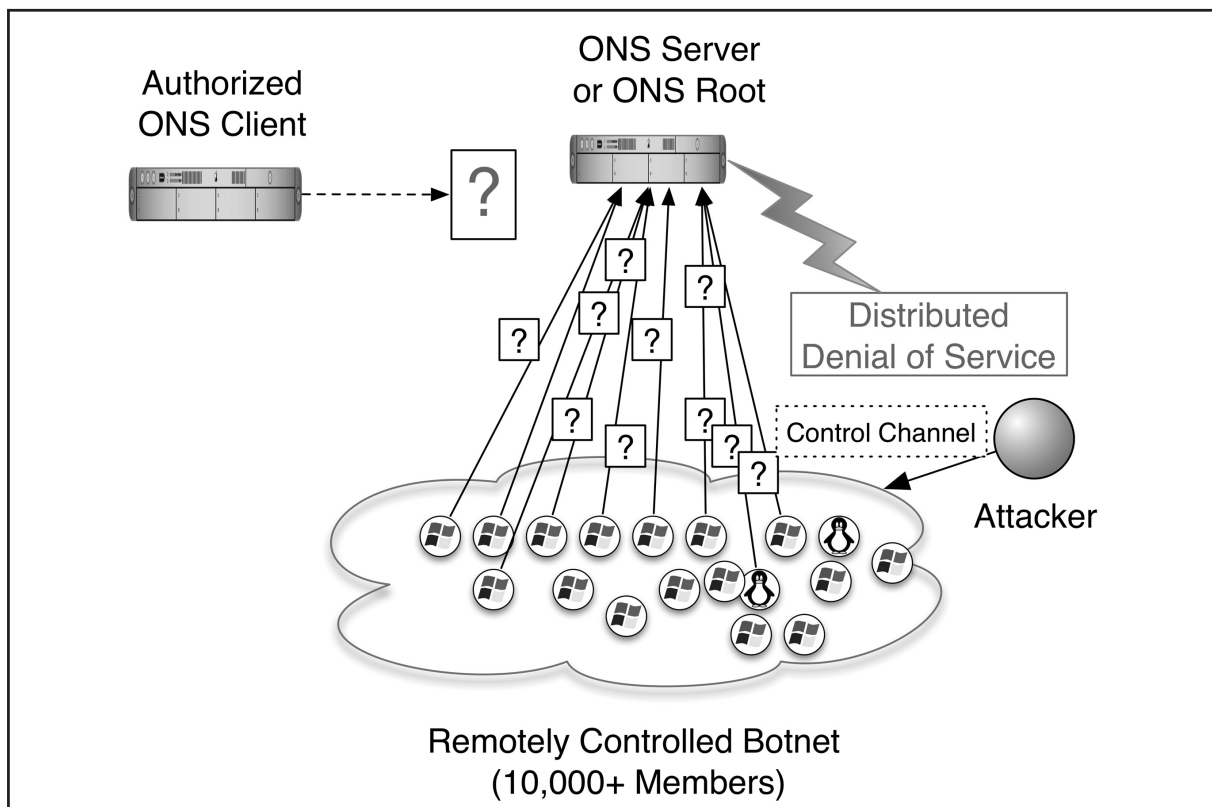 Authorized
ONS Client
ONS Server
or ONS Root
?
?
?
?
?
?
?
?
?
?
?
Distributed
Denial of Service
Control Channel
Attacker
Remotely Controlled Botnet
(10,000+ Members)